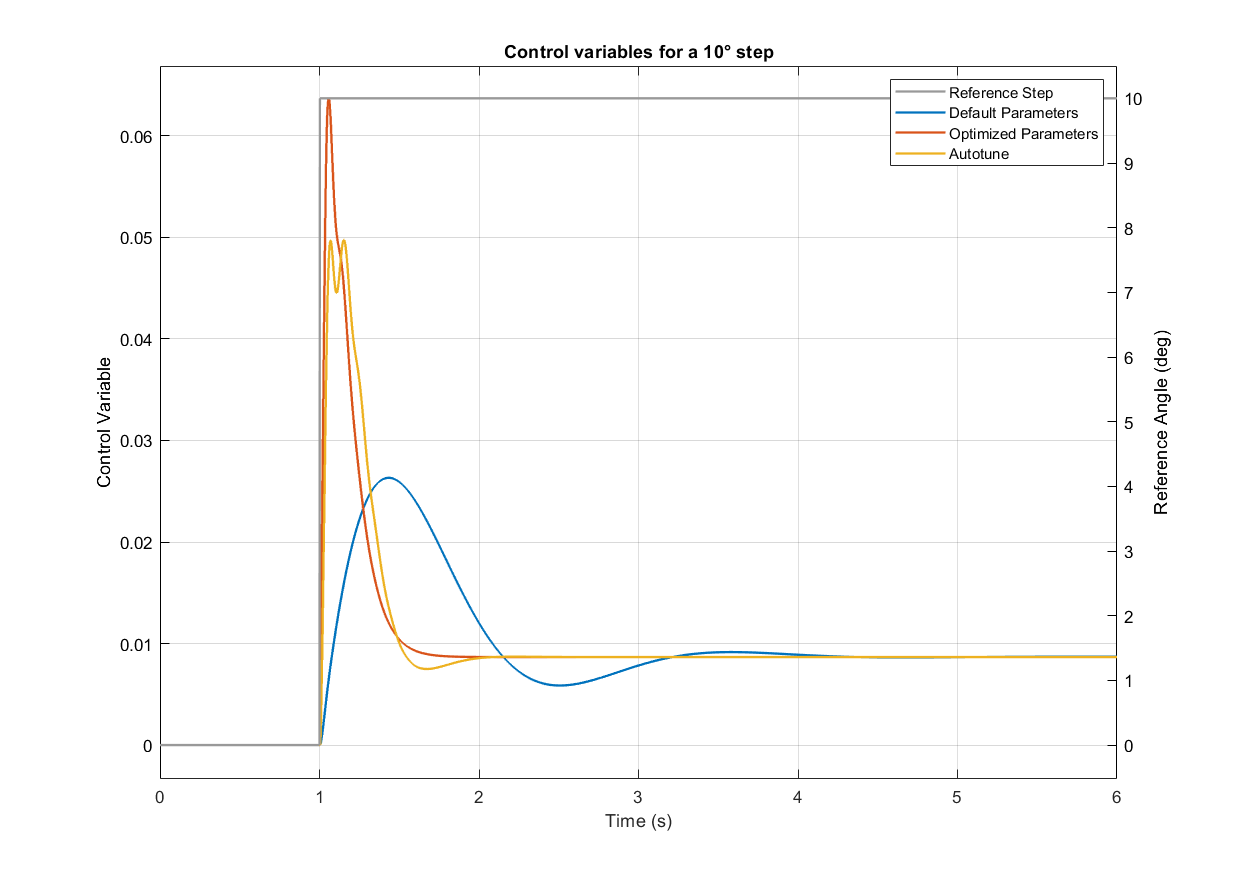 Control variables for a 10° step
Reference Step
Default Parameters
Optimized Parameters
Autotune
Control Variable
0.06
0.05
0.04
0.03
0.02
0.01
0
Reference Angle (deg)
10
9
8
7
6
5
4
3
2
1
0
0 1 2 3 4 5 6
Time (s)